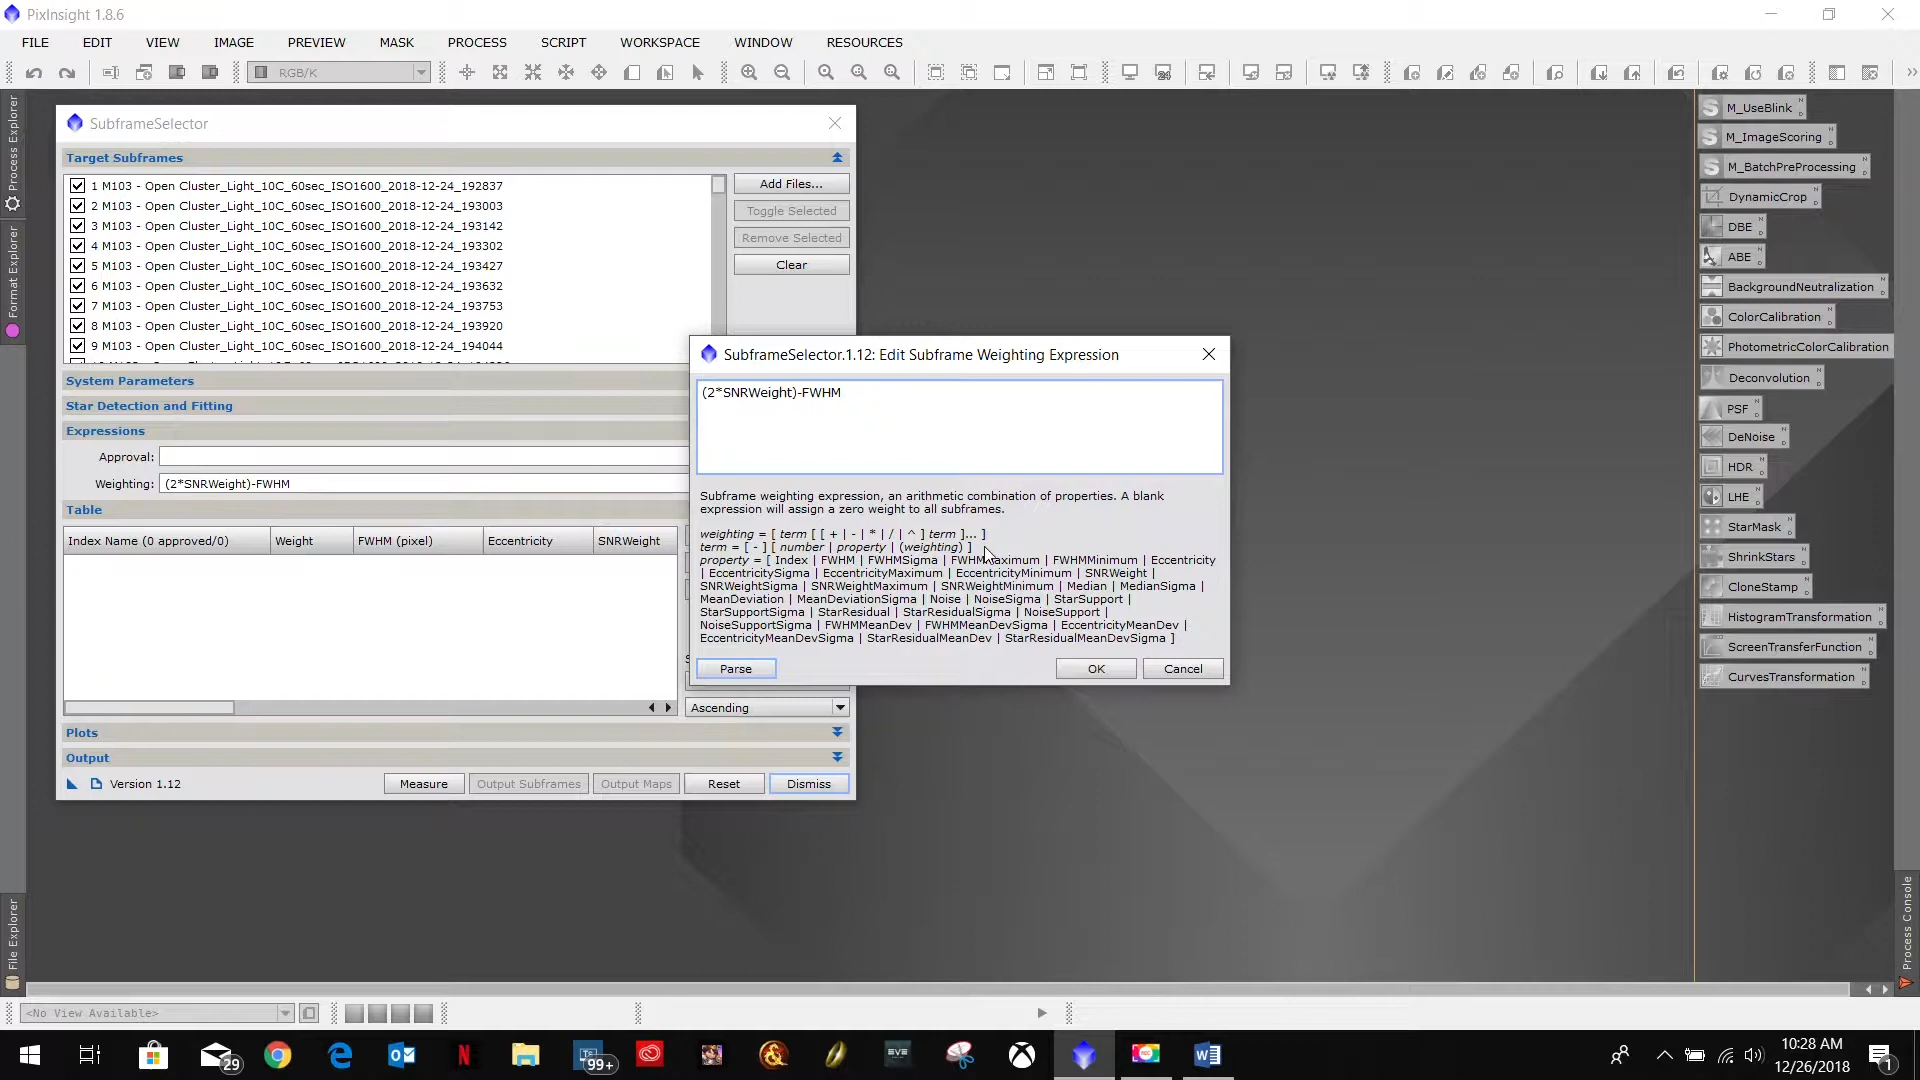 PixInsight 1.8.6
FILE EDIT VIEW IMAGE PREVIEW MASK PROCESS SCRIPT WORKSPACE WINDOW RESOURCES
RGB/K
Process Explorer
Format Explorer
File Explorer
SubframeSelector
Target Subframes
1 M103 - Open Cluster_Light_10C_60sec_ISO1600_2018-12-24_192837
2 M103 - Open Cluster_Light_10C_60sec_ISO1600_2018-12-24_193003
3 M103 - Open Cluster_Light_10C_60sec_ISO1600_2018-12-24_193142
4 M103 - Open Cluster_Light_10C_60sec_ISO1600_2018-12-24_193302
5 M103 - Open Cluster_Light_10C_60sec_ISO1600_2018-12-24_193427
6 M103 - Open Cluster_Light_10C_60sec_ISO1600_2018-12-24_193632
7 M103 - Open Cluster_Light_10C_60sec_ISO1600_2018-12-24_193753
8 M103 - Open Cluster_Light_10C_60sec_ISO1600_2018-12-24_193920
9 M103 - Open Cluster_Light_10C_60sec_ISO1600_2018-12-24_194044
Add Files...
Toggle Selected
Remove Selected
Clear
System Parameters
Star Detection and Fitting
Expressions
Approval:
Weighting: (2*SNRWeight)-FWHM
Table
Index Name (0 approved/0) Weight FWHM (pixel) Eccentricity SNRWeight
Ascending
Plots
Output
Version 1.12 Measure Output Subframes Output Maps Reset Dismiss
SubframeSelector.1.12: Edit Subframe Weighting Expression
(2*SNRWeight)-FWHM
Subframe weighting expression, an arithmetic combination of properties. A blank
expression will assign a zero weight to all subframes.
weighting = [ term [ [ + | - | * | / | ^ ] term ]... ]
term = [ - ] [ number | property | (weighting) ]
property = [ Index | FWHM | FWHMSigma | FWHMMaximum | FWHMMinimum | Eccentricity
| EccentricitySigma | EccentricityMaximum | EccentricityMinimum | SNRWeight |
SNRWeightSigma | SNRWeightMaximum | SNRWeightMinimum | Median | MedianSigma |
MeanDeviation | MeanDeviationSigma | Noise | NoiseSigma | StarSupport |
StarSupportSigma | StarResidual | StarResidualSigma | NoiseSupport |
NoiseSupportSigma | FWHMMeanDev | FWHMMeanDevSigma | EccentricityMeanDev |
EccentricityMeanDevSigma | StarResidualMeanDev | StarResidualMeanDevSigma ]
Parse OK Cancel
M_UseBlink
M_ImageScoring
M_BatchPreProcessing
DynamicCrop
DBE
ABE
BackgroundNeutralization
ColorCalibration
PhotometricColorCalibration
Deconvolution
PSF
DeNoise
HDR
LHE
StarMask
ShrinkStars
CloneStamp
HistogramTransformation
ScreenTransferFunction
CurvesTransformation
Process Console
<No View Available>
29
99+
EVE
10:28 AM
12/26/2018
1